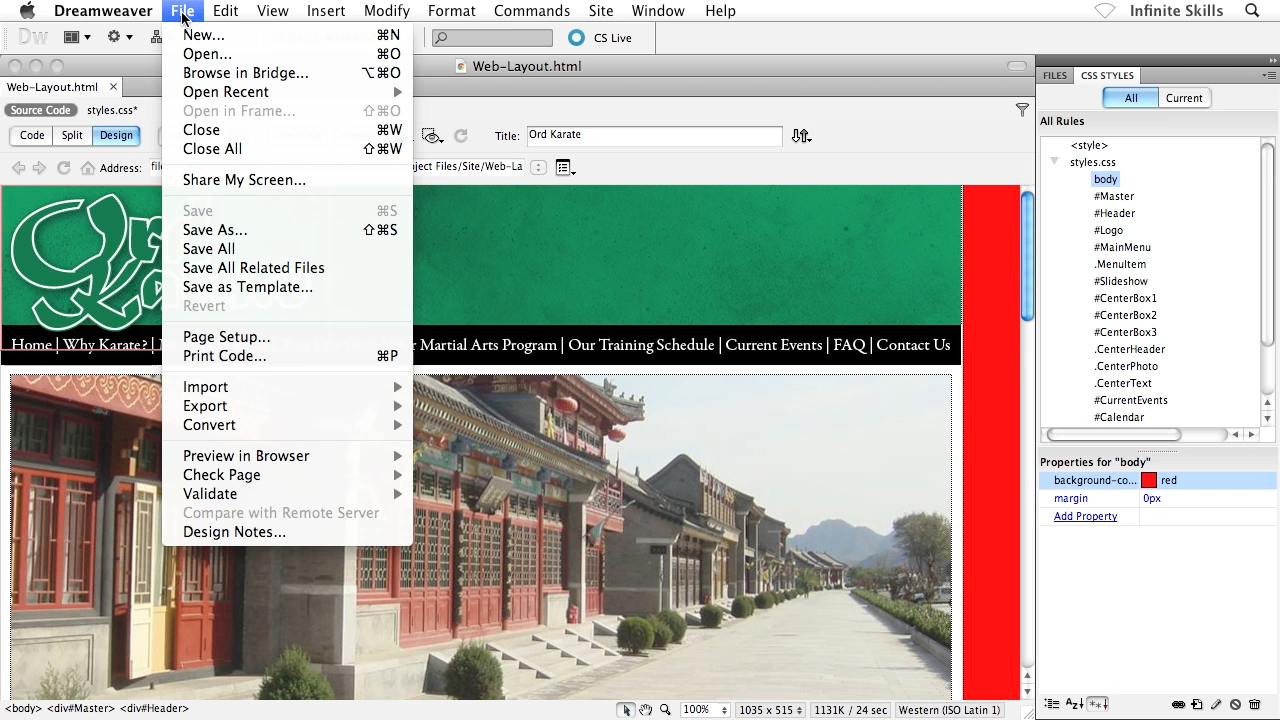 Dreamweaver File Edit View Insert Modify Format Commands Site Window Help Infinite Skills
Dw CS Live
Web-Layout.html
Web-Layout.html
Source Code styles.css*
Code Split Design Title: Ord Karate
Address: ject Files/Site/Web-La
New... ⌘N
Open... ⌘O
Browse in Bridge... ⌥⌘O
Open Recent
Open in Frame... ⇧⌘O
Close ⌘W
Close All ⇧⌘W
Share My Screen...
Save ⌘S
Save As... ⇧⌘S
Save All
Save All Related Files
Save as Template...
Revert
Page Setup...
Print Code... ⌘P
Import
Export
Convert
Preview in Browser
Check Page
Validate
Compare with Remote Server
Design Notes...
Home | Why Karate? | Martial Arts Program | Our Training Schedule | Current Events | FAQ | Contact Us
<body> <div#Master> <div#Header> 100% 1035 x 515 1131K / 24 sec Western (ISO Latin 1)
FILES CSS STYLES
All Current
All Rules
<style>
styles.css
body
#Master
#Header
#Logo
#MainMenu
.MenuItem
#Slideshow
#CenterBox1
#CenterBox2
#CenterBox3
.CenterHeader
.CenterPhoto
.CenterText
#CurrentEvents
#Calendar
Properties for "body"
background-co... red
margin 0px
Add Property